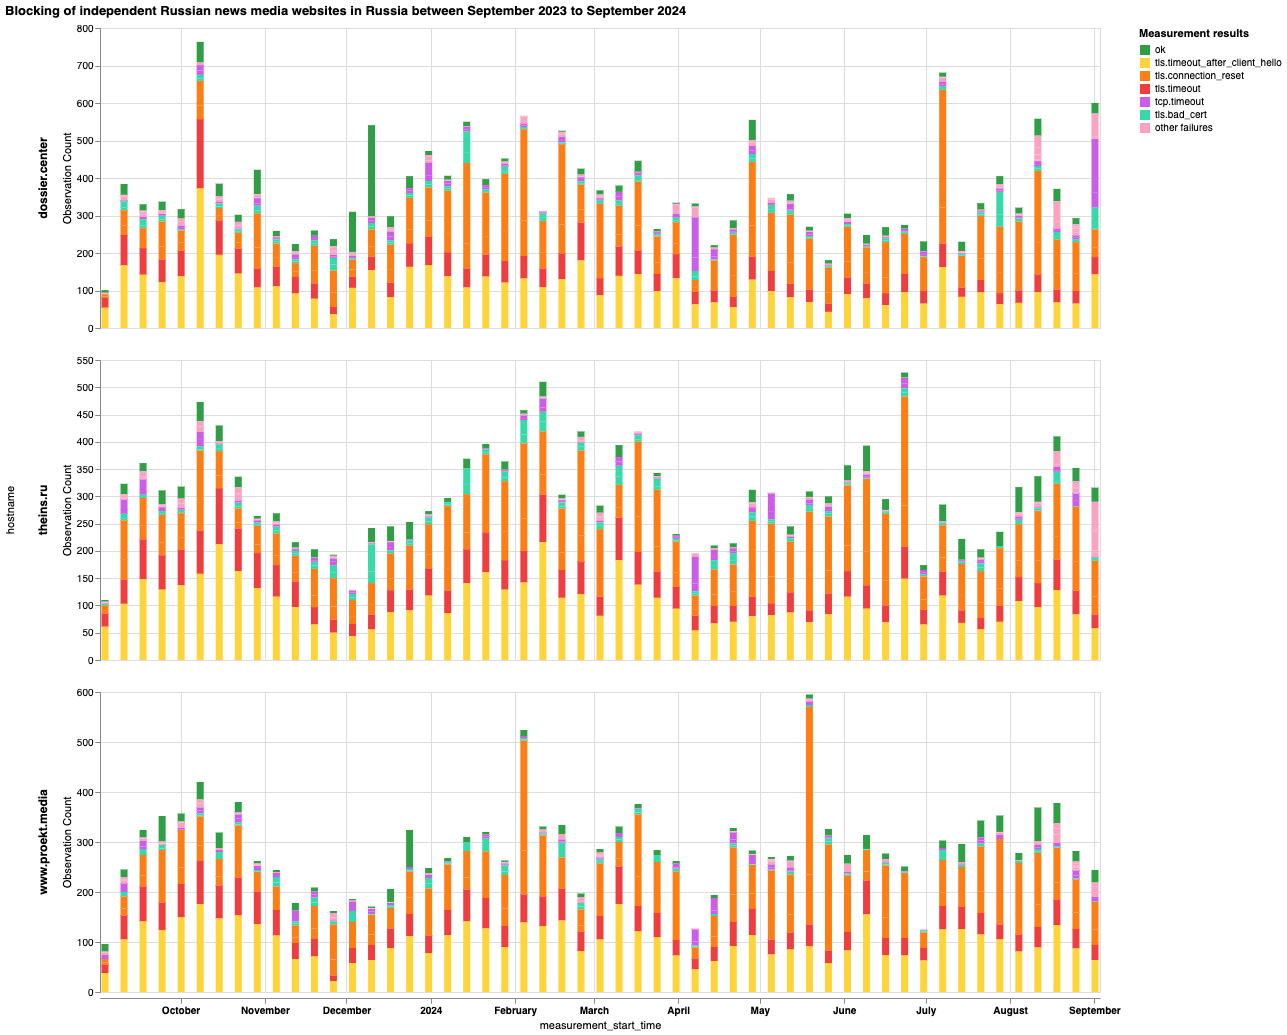 Blocking of independent Russian news media websites in Russia between September 2023 to September 2024
Measurement results
ok
tls.timeout_after_client_hello
tls.connection_reset
tls.timeout
tcp.timeout
tls.bad_cert
other failures
hostname
dossier.center
Observation Count
800
700
600
500
400
300
200
100
0
theins.ru
Observation Count
550
500
450
400
350
300
250
200
150
100
50
0
www.proekt.media
Observation Count
600
500
400
300
200
100
0
October November December 2024 February March April May June July August September
measurement_start_time